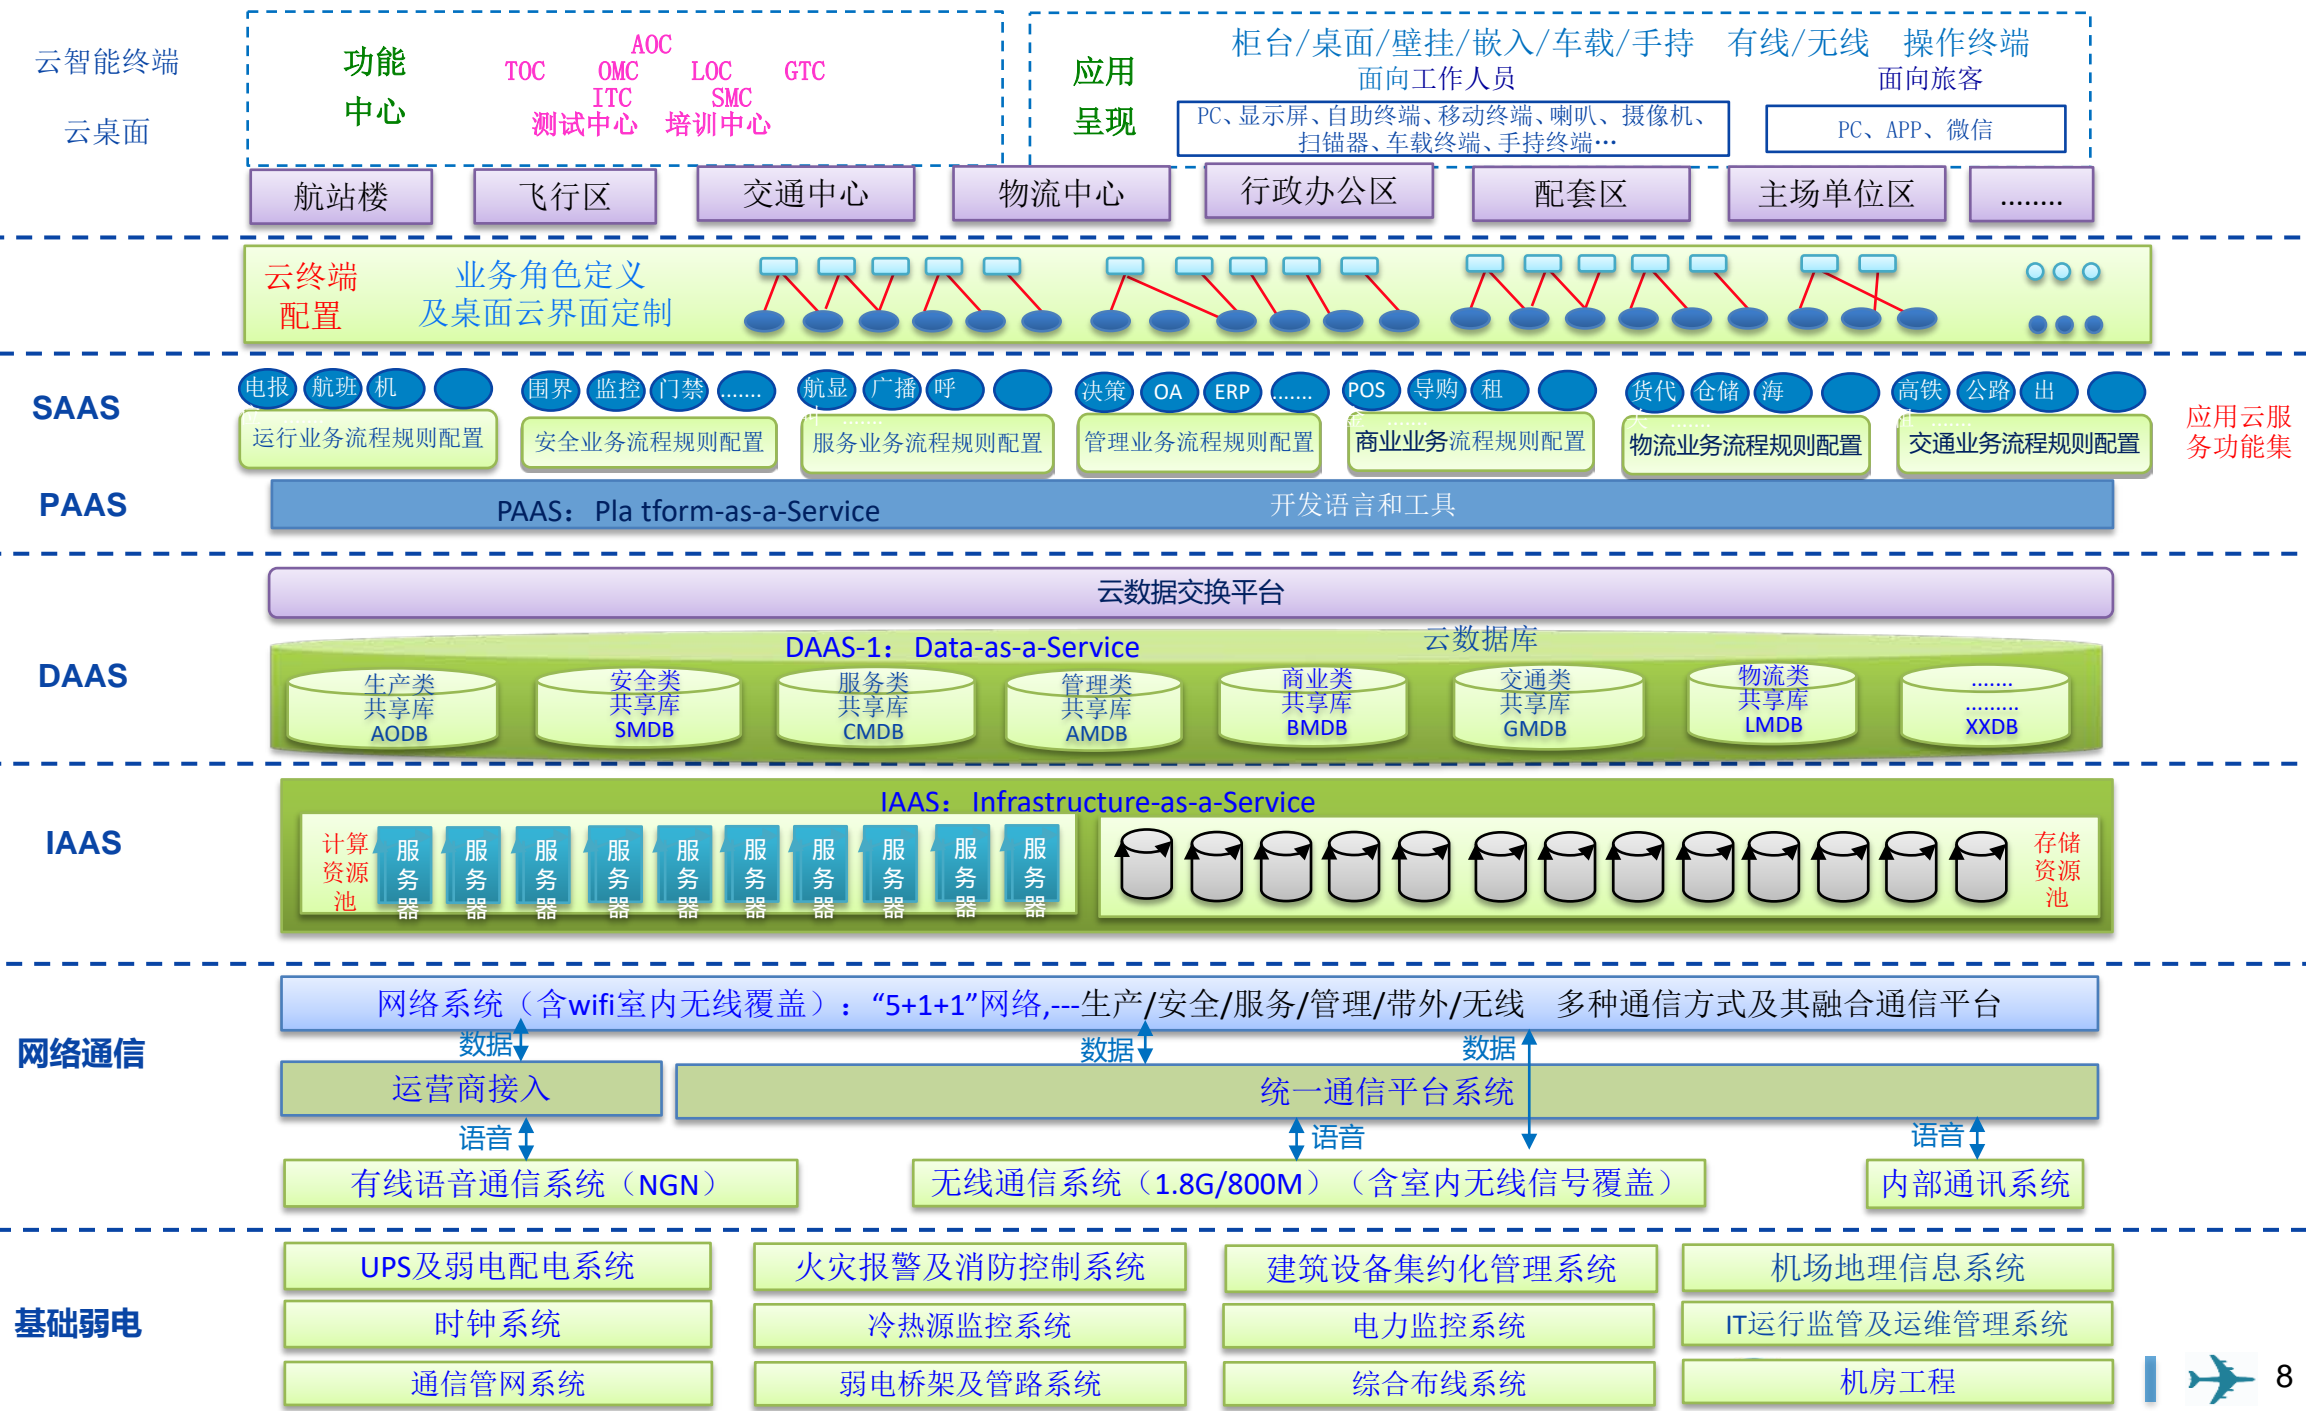 云智能终端
云桌面
功能
中心
AOC
TOC OMC LOC GTC
ITC SMC
测试中心 培训中心
应用
呈现
柜台/桌面/壁挂/嵌入/车载/手持 有线/无线 操作终端
面向工作人员
面向旅客
PC、显示屏、自助终端、移动终端、喇叭、摄像机、
扫锚器、车载终端、手持终端…
PC、APP、微信
航站楼 飞行区 交通中心 物流中心 行政办公区 配套区 主场单位区 ........
云终端
配置
业务角色定义
及桌面云界面定制
SAAS
电报 航班 机
围界 监控 门禁 .......
航显 广播 呼
决策 OA ERP .......
POS 导购 租
货代 仓储 海
高铁 公路 出
运行业务流程规则配置
安全业务流程规则配置
服务业务流程规则配置
管理业务流程规则配置
商业业务流程规则配置
物流业务流程规则配置
交通业务流程规则配置
应用云服
务功能集
PAAS
PAAS：Pla tform-as-a-Service
开发语言和工具
云数据交换平台
DAAS
DAAS-1：Data-as-a-Service
云数据库
生产类
共享库
AODB
安全类
共享库
SMDB
服务类
共享库
CMDB
管理类
共享库
AMDB
商业类
共享库
BMDB
交通类
共享库
GMDB
物流类
共享库
LMDB
.......
.........
XXDB
IAAS
IAAS：Infrastructure-as-a-Service
计算
资源
池
服务器 服务器 服务器 服务器 服务器 服务器 服务器 服务器 服务器 服务器
存储
资源
池
网络通信
网络系统（含wifi室内无线覆盖）：“5+1+1”网络,---生产/安全/服务/管理/带外/无线 多种通信方式及其融合通信平台
数据 数据 数据
运营商接入
统一通信平台系统
语音 语音 语音
有线语音通信系统（NGN）
无线通信系统（1.8G/800M）（含室内无线信号覆盖）
内部通讯系统
基础弱电
UPS及弱电配电系统 火灾报警及消防控制系统 建筑设备集约化管理系统 机场地理信息系统
时钟系统 冷热源监控系统 电力监控系统 IT运行监管及运维管理系统
通信管网系统 弱电桥架及管路系统 综合布线系统 机房工程
8